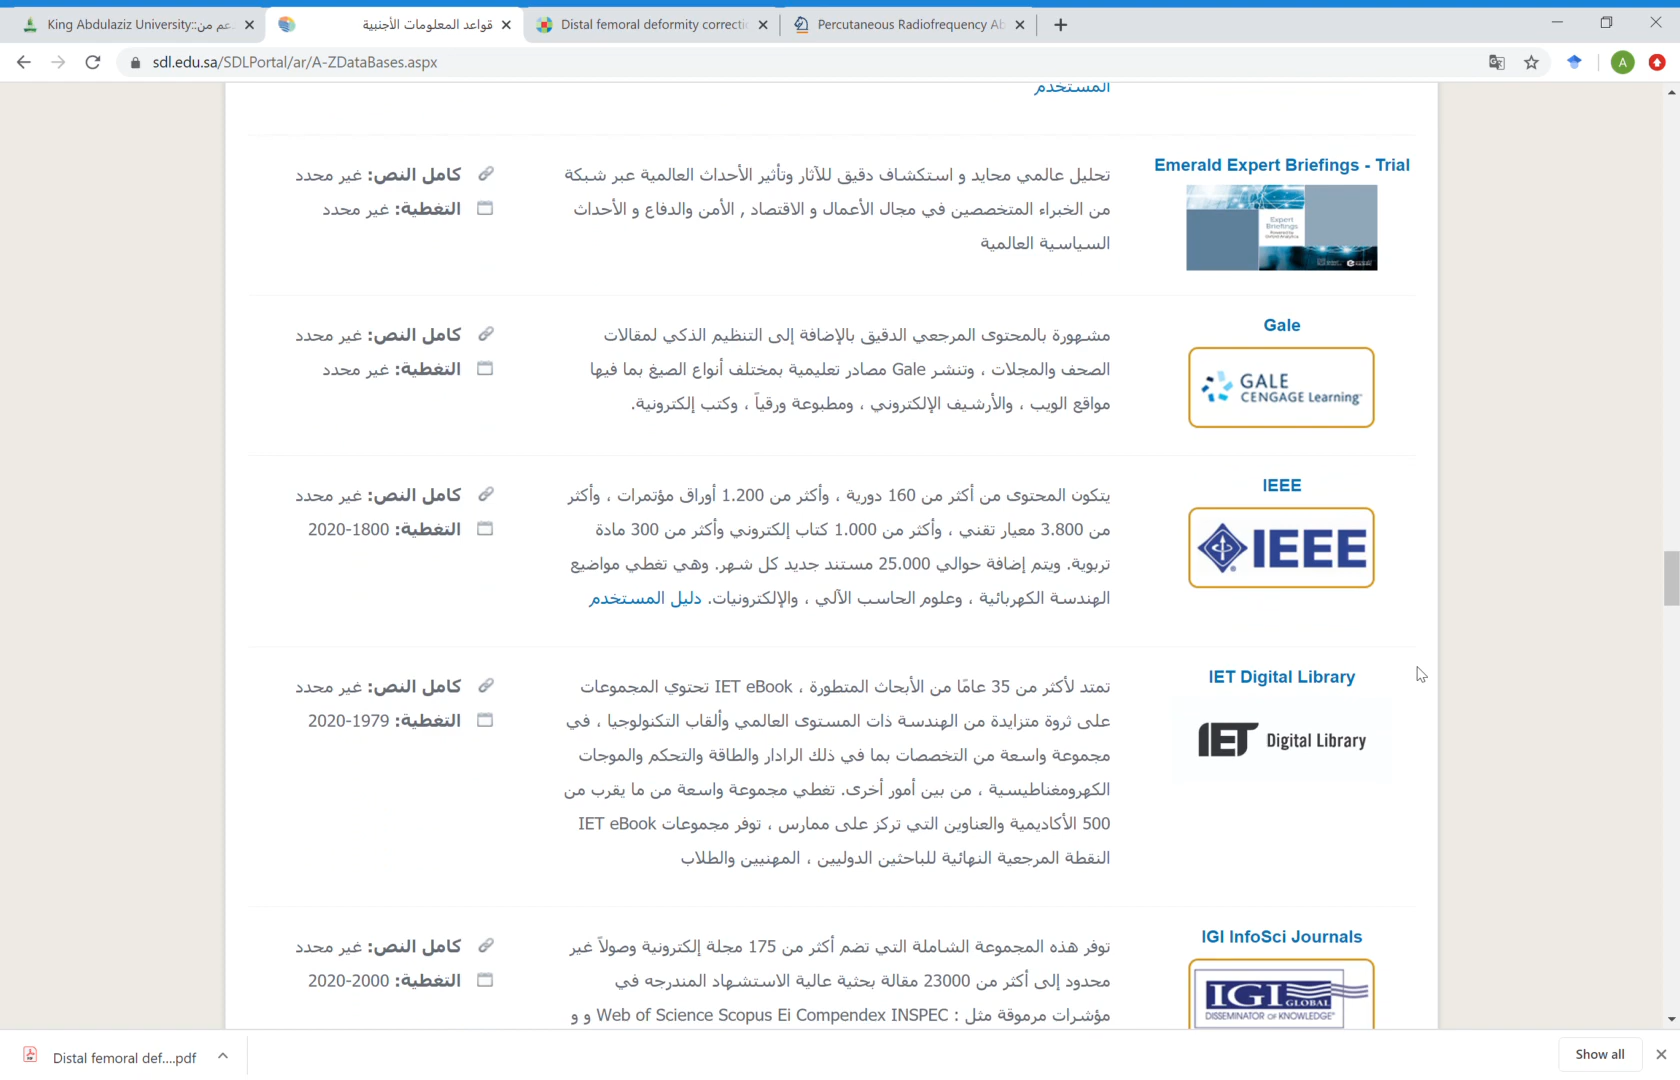 King Abdulaziz University::دعم من
قواعد المعلومات الأجنبية
Distal femoral deformity correctio
Percutaneous Radiofrequency Ab
sdl.edu.sa/SDLPortal/ar/A-ZDataBases.aspx
A
المستخدم
Emerald Expert Briefings - Trial
Expert
Briefings
تحليل عالمي محايد و استكشاف دقيق للآثار وتأثير الأحداث العالمية عبر شبكة
من الخبراء المتخصصين في مجال الأعمال و الاقتصاد , الأمن والدفاع و الأحداث
السياسية العالمية
كامل النص: غير محدد
التغطية: غير محدد
Gale
GALE
CENGAGE Learning™
مشهورة بالمحتوى المرجعي الدقيق بالإضافة إلى التنظيم الذكي لمقالات
الصحف والمجلات ، وتنشر Gale مصادر تعليمية بمختلف أنواع الصيغ بما فيها
مواقع الويب ، والأرشيف الإلكتروني ، ومطبوعة ورقياً ، وكتب إلكترونية.
كامل النص: غير محدد
التغطية: غير محدد
IEEE
IEEE
يتكون المحتوى من أكثر من 160 دورية ، وأكثر من 1.200 أوراق مؤتمرات ، وأكثر
من 3.800 معيار تقني ، وأكثر من 1.000 كتاب إلكتروني وأكثر من 300 مادة
تربوية. ويتم إضافة حوالي 25.000 مستند جديد كل شهر. وهي تغطي مواضيع
الهندسة الكهربائية ، وعلوم الحاسب الآلي ، والإلكترونيات. دليل المستخدم
كامل النص: غير محدد
التغطية: 1800-2020
IET Digital Library
IET Digital Library
تمتد لأكثر من 35 عامًا من الأبحاث المتطورة ، IET eBook تحتوي المجموعات
على ثروة متزايدة من الهندسة ذات المستوى العالمي وألقاب التكنولوجيا ، في
مجموعة واسعة من التخصصات بما في ذلك الرادار والطاقة والتحكم والموجات
الكهرومغناطيسية ، من بين أمور أخرى. تغطي مجموعة واسعة من ما يقرب من
500 الأكاديمية والعناوين التي تركز على ممارس ، توفر مجموعات IET eBook
النقطة المرجعية النهائية للباحثين الدوليين ، المهنيين والطلاب
كامل النص: غير محدد
التغطية: 1979-2020
IGI InfoSci Journals
IGI GLOBAL
DISSEMINATOR OF KNOWLEDGE
توفر هذه المجموعة الشاملة التي تضم أكثر من 175 مجلة إلكترونية وصولاً غير
محدود إلى أكثر من 23000 مقالة بحثية عالية الاستشهاد المندرجه في
مؤشرات مرموقة مثل : Web of Science Scopus Ei Compendex INSPEC و و
كامل النص: غير محدد
التغطية: 2000-2020
Distal femoral def....pdf
Show all